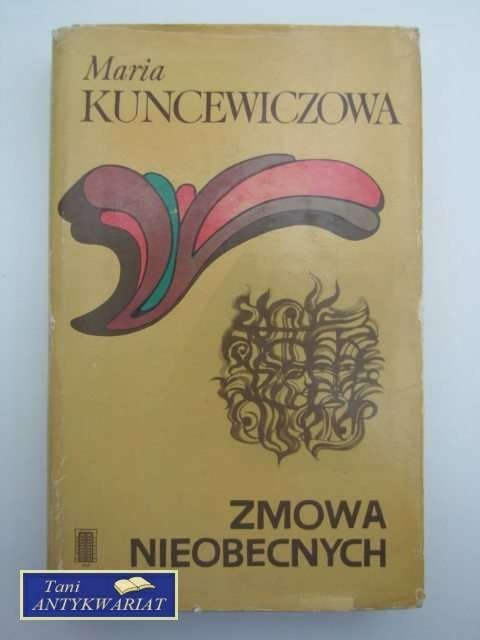 Maria
KUNCEWICZOWA
ZMOWA
NIEOBECNYCH
Tani
ANTYKWARIAT